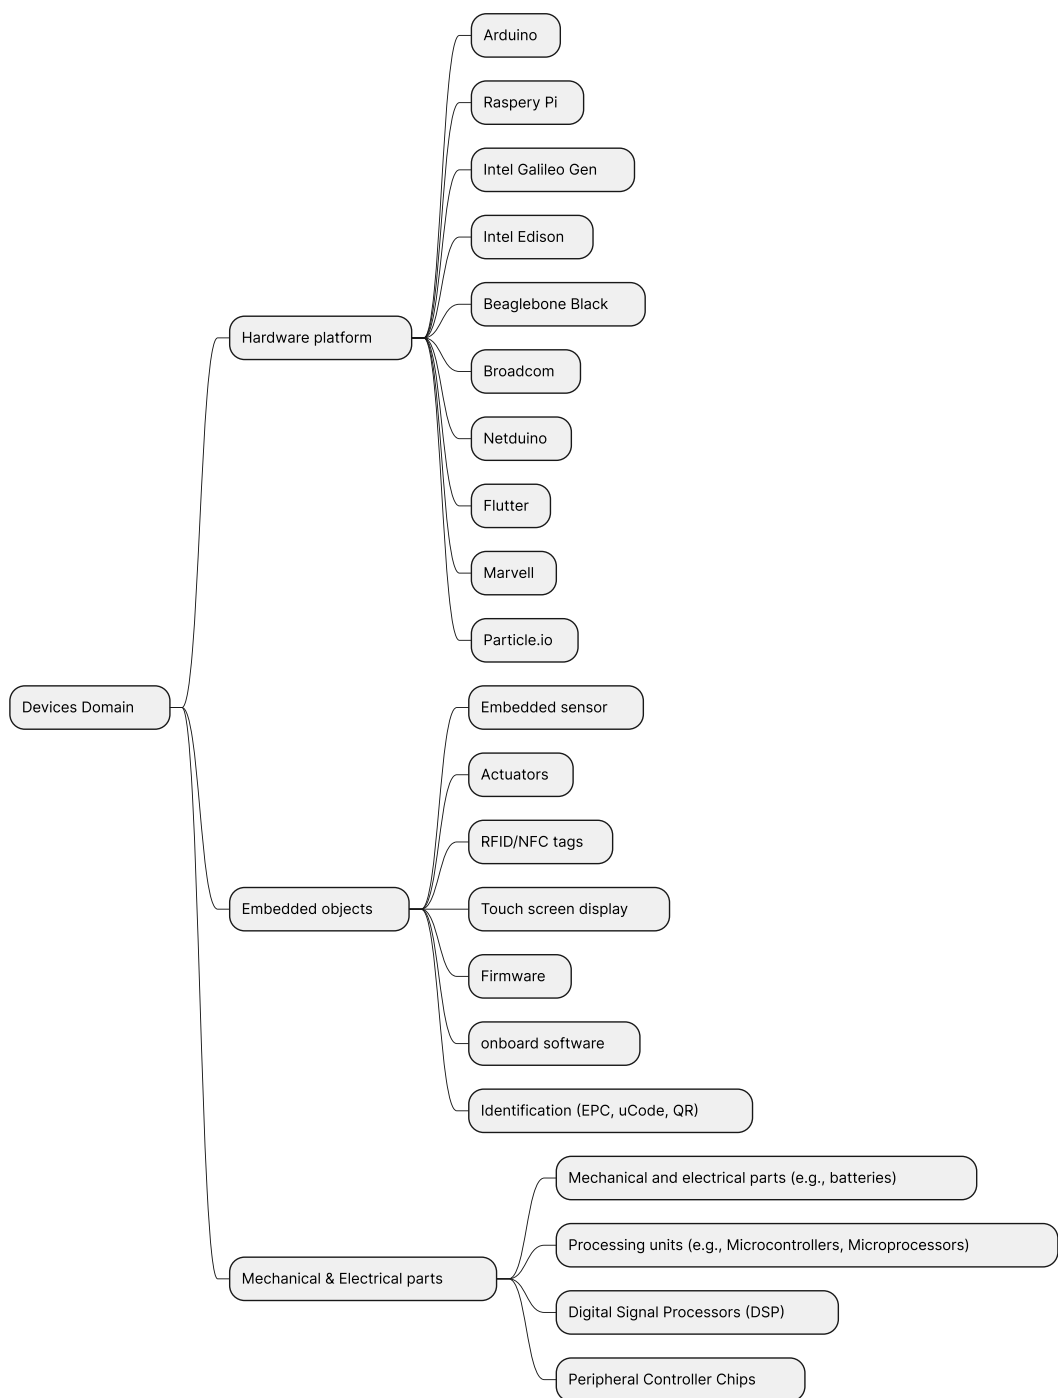 Devices Domain
Hardware platform
Arduino
Raspery Pi
Intel Galileo Gen
Intel Edison
Beaglebone Black
Broadcom
Netduino
Flutter
Marvell
Particle.io
Embedded objects
Embedded sensor
Actuators
RFID/NFC tags
Touch screen display
Firmware
onboard software
Identification (EPC, uCode, QR)
Mechanical & Electrical parts
Mechanical and electrical parts (e.g., batteries)
Processing units (e.g., Microcontrollers, Microprocessors)
Digital Signal Processors (DSP)
Peripheral Controller Chips